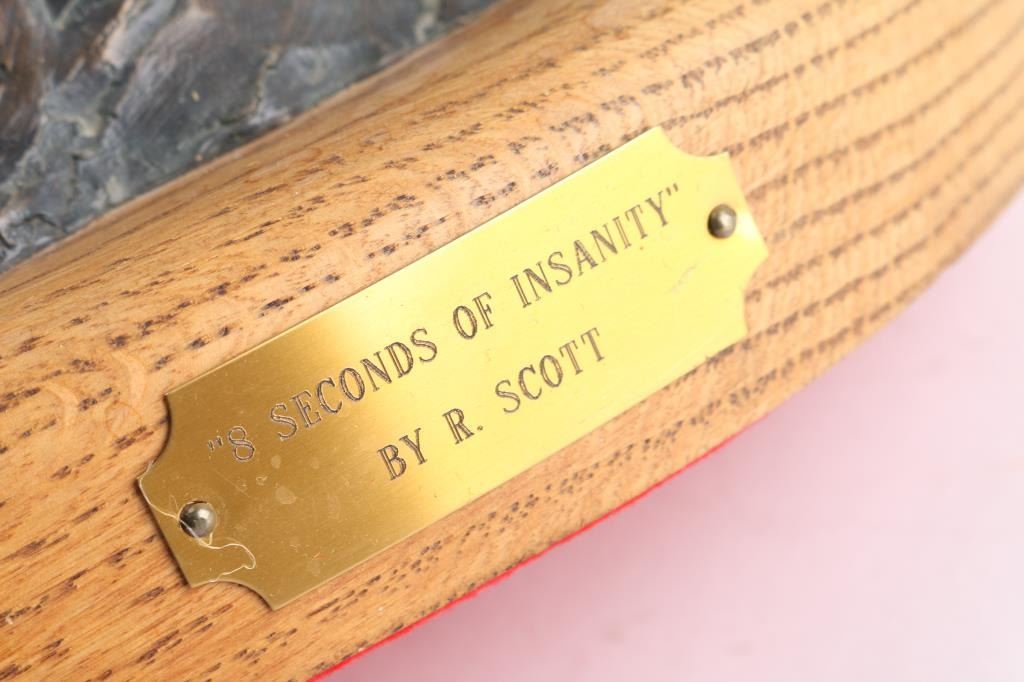 "8 SECONDS OF INSANITY"
BY R. SCOTT